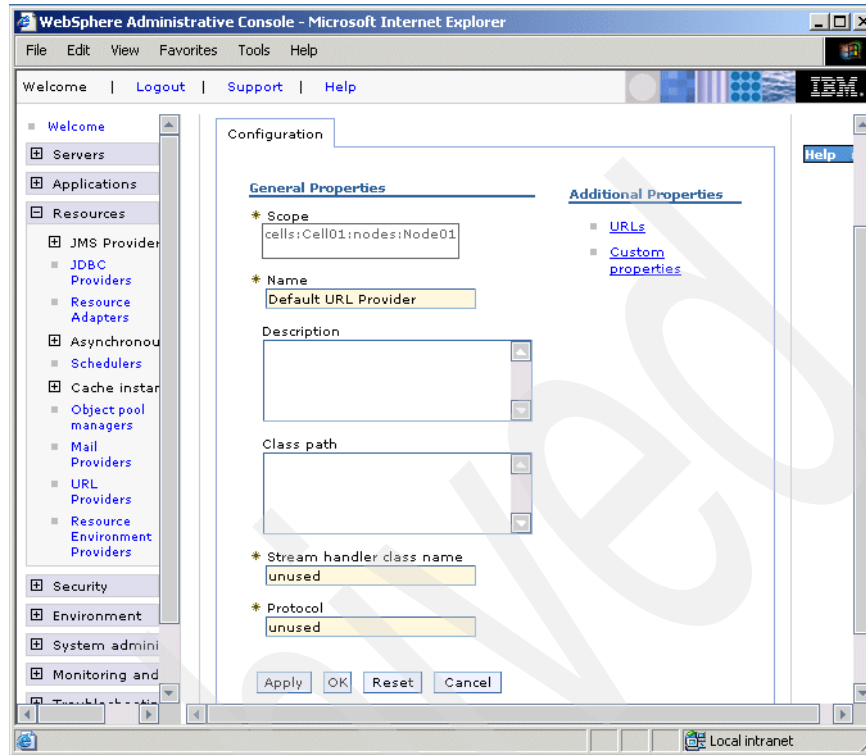 WebSphere Administrative Console - Microsoft Internet Explorer
File Edit View Favorites Tools Help
Welcome | Logout | Support | Help
IBM.
Welcome
Servers
Applications
Resources
JMS Provider
JDBC
Providers
Resource
Adapters
Asynchronou
Schedulers
Cache instar
Object pool
managers
Mail
Providers
URL
Providers
Resource
Environment
Providers
Security
Environment
System admini
Monitoring and
Configuration
General Properties
* Scope
cells:Cell01:nodes:Node01
* Name
Default URL Provider
Description
Class path
* Stream handler class name
unused
* Protocol
unused
Apply OK Reset Cancel
Additional Properties
URLs
Custom
properties
Help
Local intranet